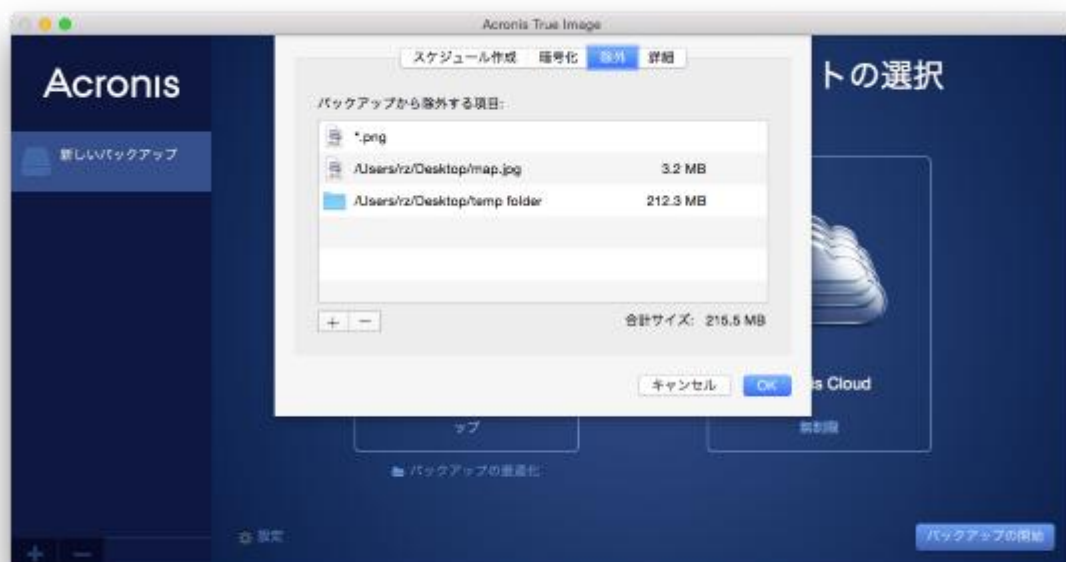 Acronis True Image
スケジュール作成 暗号化 除外 詳細
Acronis
トの選択
バックアップから除外する項目:
新しいバックアップ
*.png
/Users/rz/Desktop/map.jpg 3.2 MB
/Users/rz/Desktop/temp folder 212.3 MB
+ − 合計サイズ: 215.5 MB
キャンセル OK
is Cloud
ップ
無制限
バックアップの最適化
設定
バックアップの開始
+ −